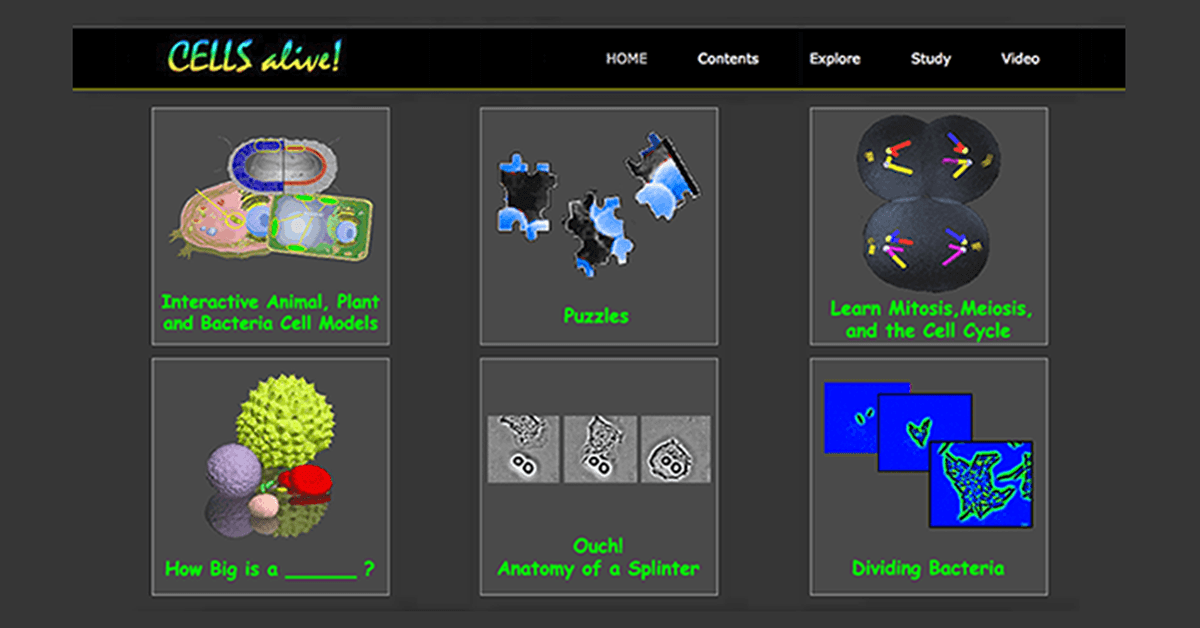 CELLS alive!
HOME Contents Explore Study Video
Interactive Animal, Plant
and Bacteria Cell Models
Puzzles
Learn Mitosis,Meiosis,
and the Cell Cycle
How Big is a ______ ?
Ouch!
Anatomy of a Splinter
Dividing Bacteria